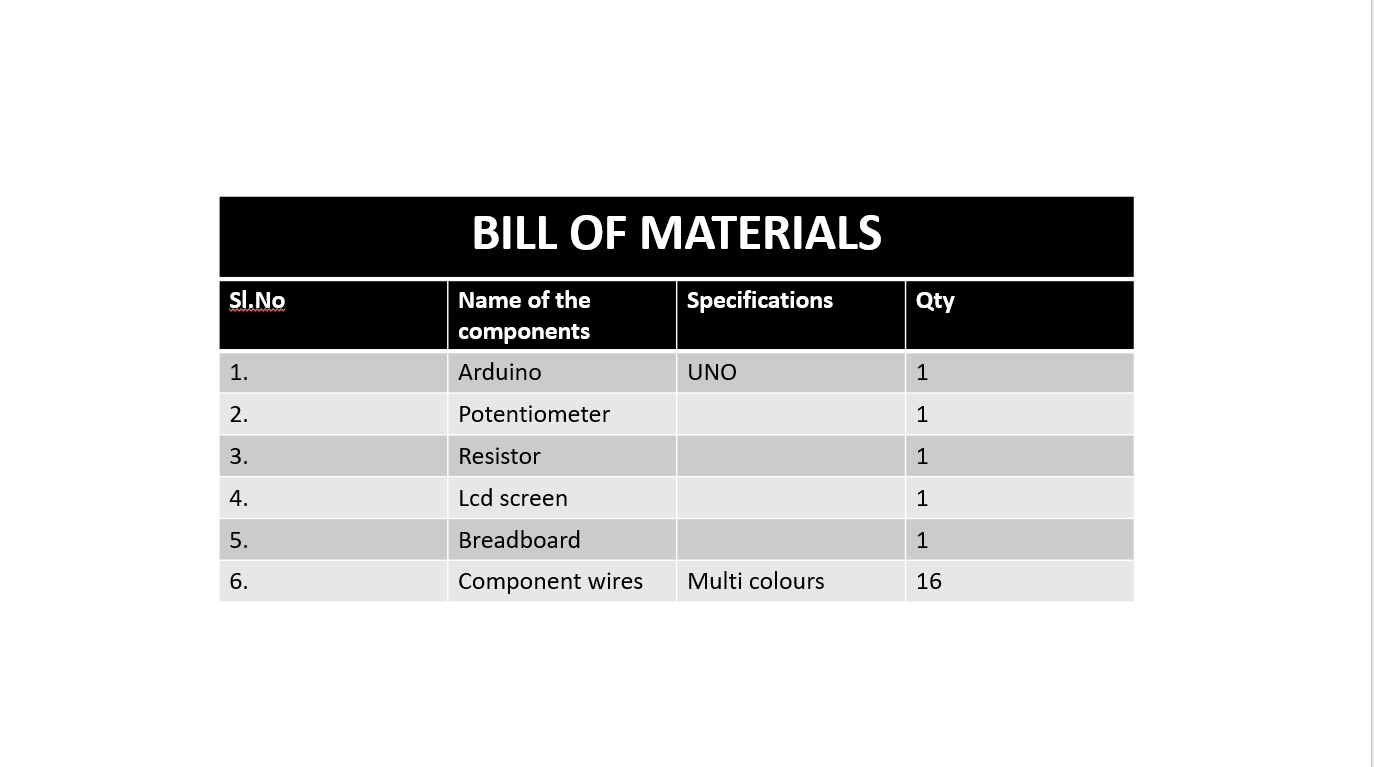 BILL OF MATERIALS
Sl.No Name of the components Specifications Qty
1. Arduino UNO 1
2. Potentiometer 1
3. Resistor 1
4. Lcd screen 1
5. Breadboard 1
6. Component wires Multi colours 16